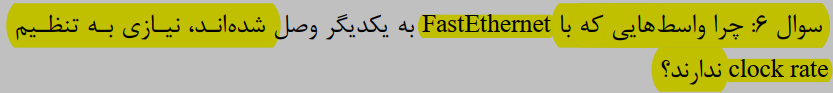 سوال ۶: چرا واسط‌هایی که با FastEthernet به یکدیگر وصل شده‌اند، نیازی به تنظیم
clock rate ندارند؟